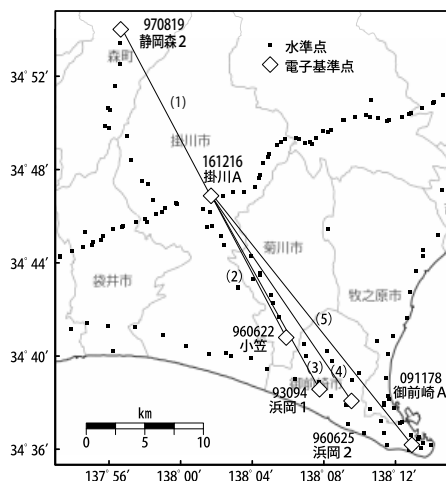 970819
静岡森2
森町
水準点
電子基準点
34˚ 52'
(1)
掛川市
161216
掛川A
34˚ 48'
菊川市
34˚ 44'
袋井市
(2)
牧之原市
(5)
960622
小笠
34˚ 40'
(3)
(4)
御前崎市
091178
御前崎A
93094
浜岡1
km
0 5 10
960625
浜岡2
34˚ 36'
137˚ 56' 138˚ 00' 138˚ 04' 138˚ 08' 138˚ 12'